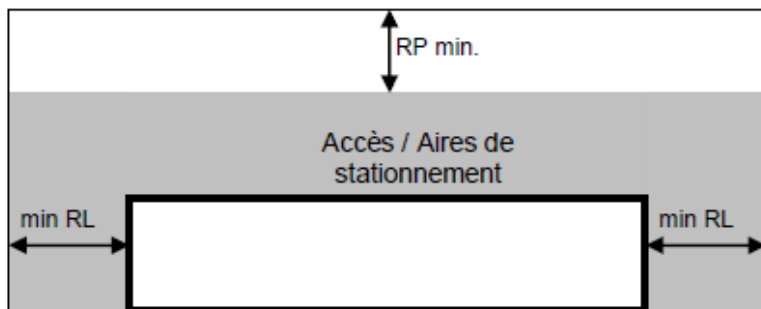 RP min.
Accès / Aires de
stationnement
min RL
min RL